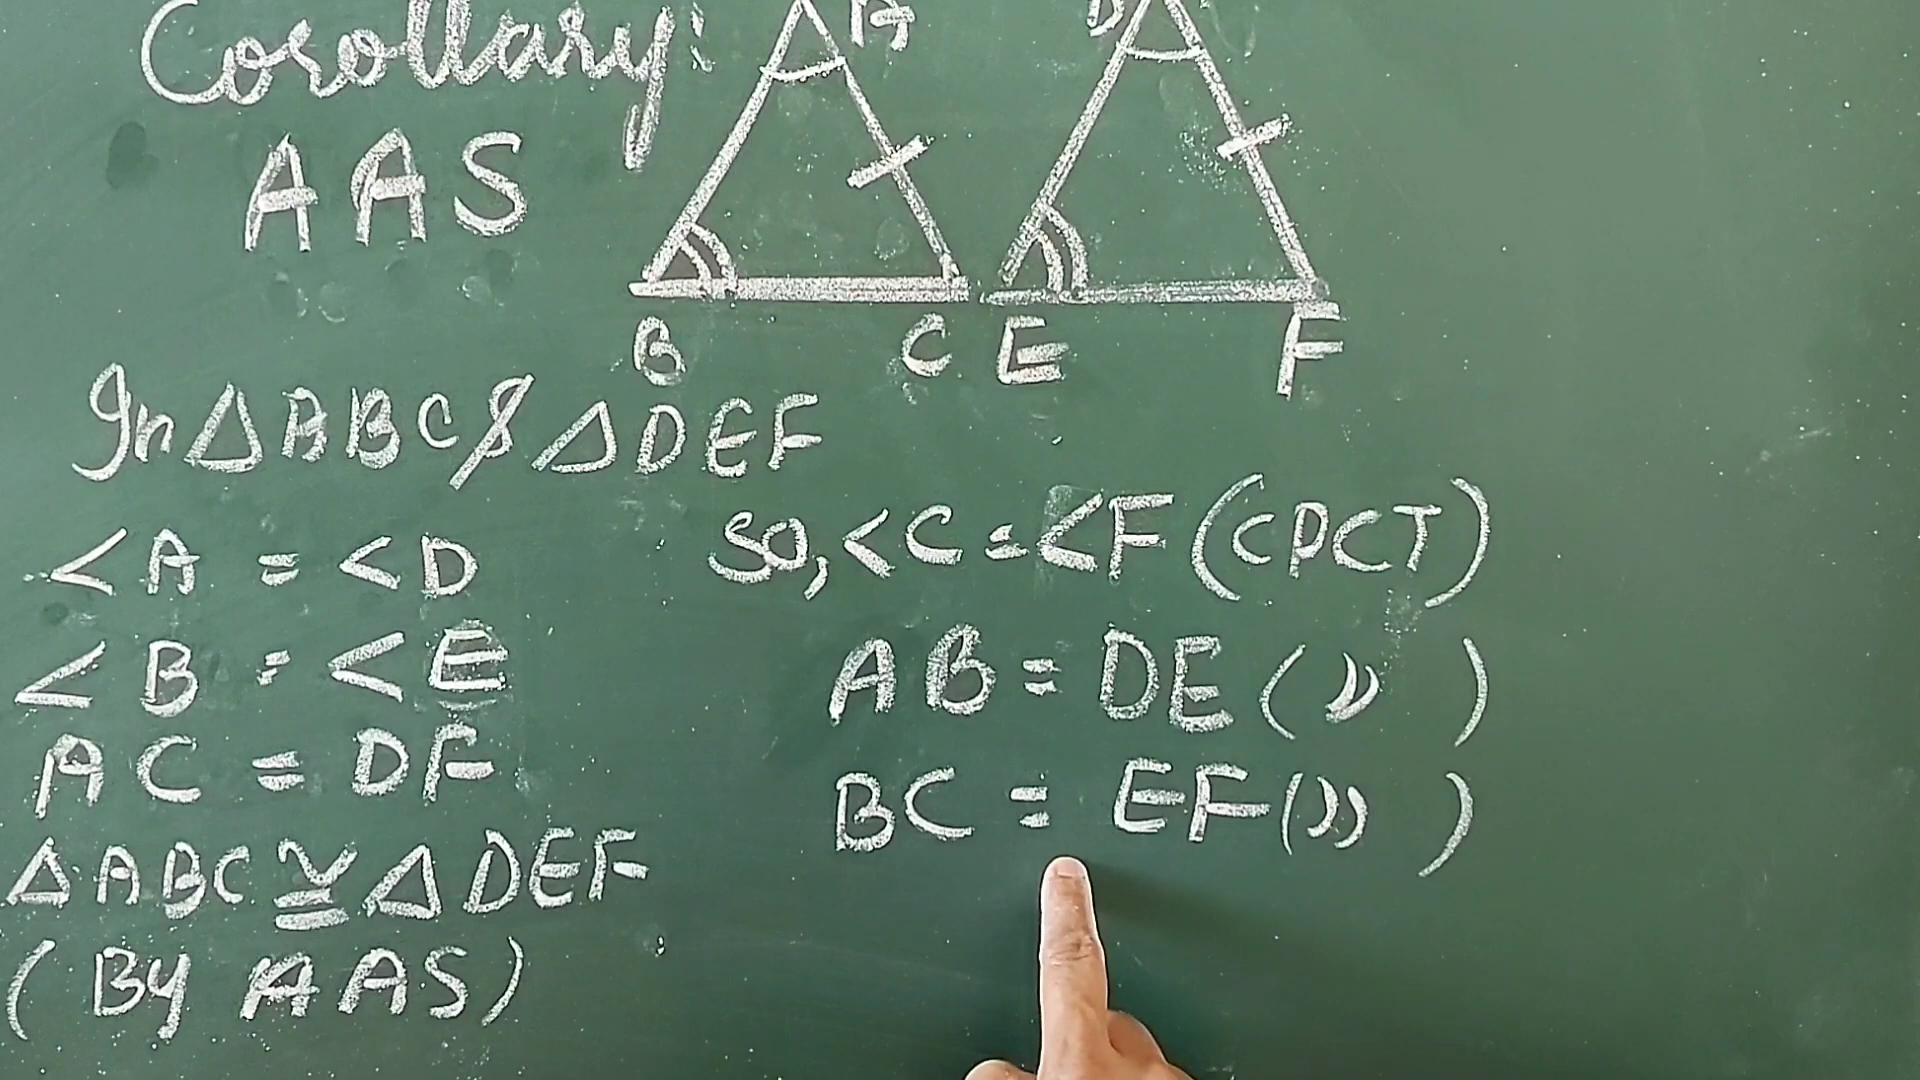 Corollary:
AAS
A
D
B
C
E
F
In △ABC & △DEF
<A = <D
<B = <E
AC = DF
△ABC ≅ △DEF
(By AAS)
So, <C = <F (CPCT)
AB = DE ( ,, )
BC = EF ( ,, )